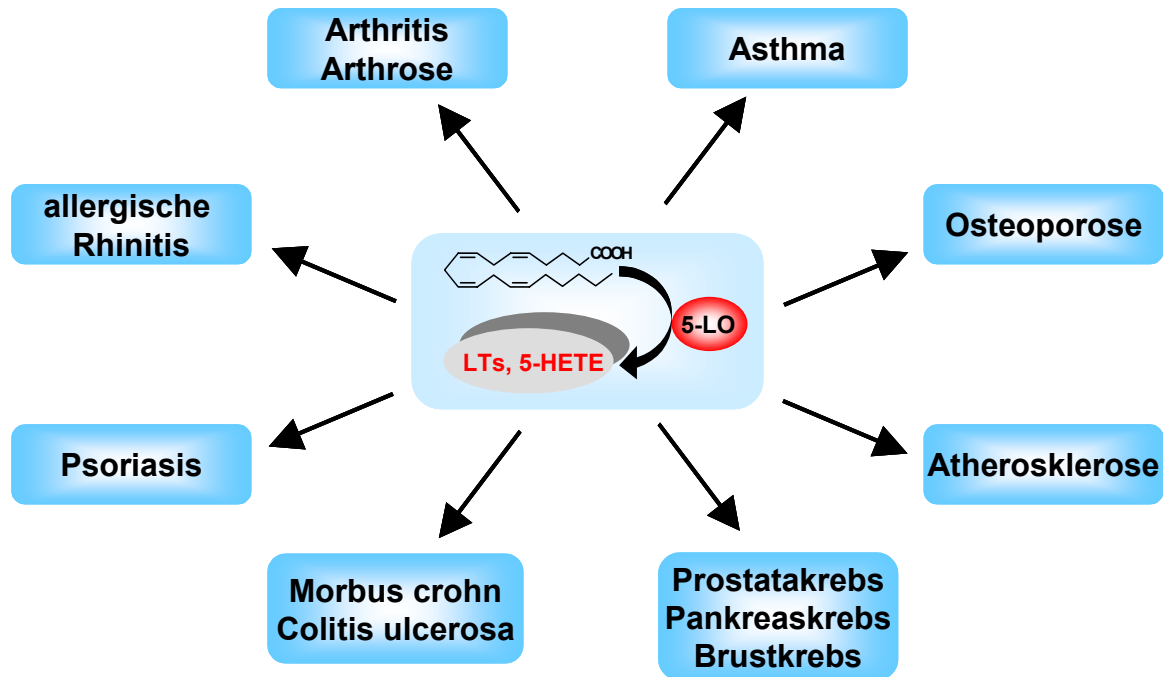 Arthritis
Arthrose
Asthma
allergische
Rhinitis
Osteoporose
COOH
5-LO
LTs, 5-HETE
Psoriasis
Atherosklerose
Morbus crohn
Colitis ulcerosa
Prostatakrebs
Pankreaskrebs
Brustkrebs